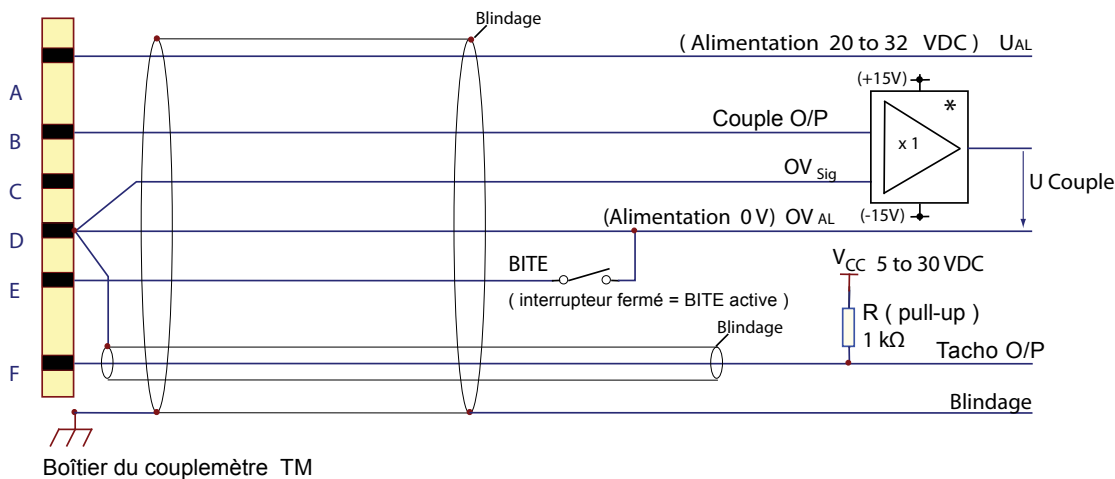 Blindage
( Alimentation 20 to 32 VDC ) UAL
A
(+15V)
*
Couple O/P
B
x 1
OV Sig
C
U Couple
(Alimentation 0 V) OV AL
(-15V)
D
BITE
VCC 5 to 30 VDC
E
( interrupteur fermé = BITE active )
R ( pull-up )
Blindage
1 kΩ
Tacho O/P
F
Blindage
Boîtier du couplemètre TM